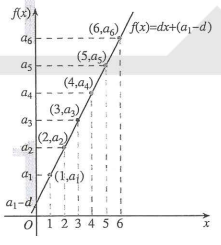 f(x)
(6,a₆)
f(x)=dx+(a₁-d)
a₆
(5,a₅)
a₅
(4,a₄)
a₄
(3,a₃)
a₃
(2,a₂)
a₂
a₁
(1,a₁)
a₁-d
O 1 2 3 4 5 6 x